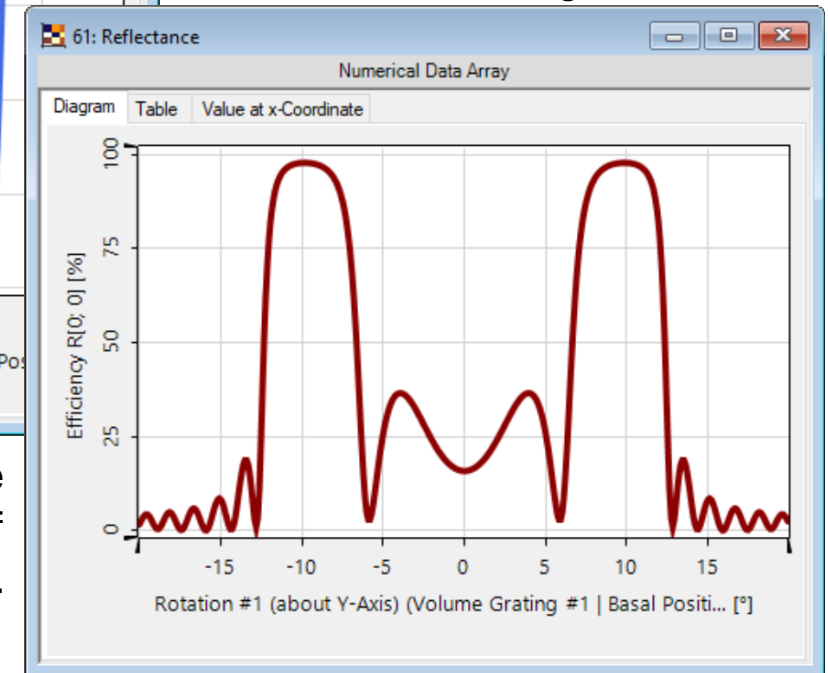 61: Reflectance
Numerical Data Array
Diagram Table Value at x-Coordinate
Efficiency R[0; 0] [%]
100
75
50
25
0
-15 -10 -5 0 5 10 15
Rotation #1 (about Y-Axis) (Volume Grating #1 | Basal Positi... [°]
Pos